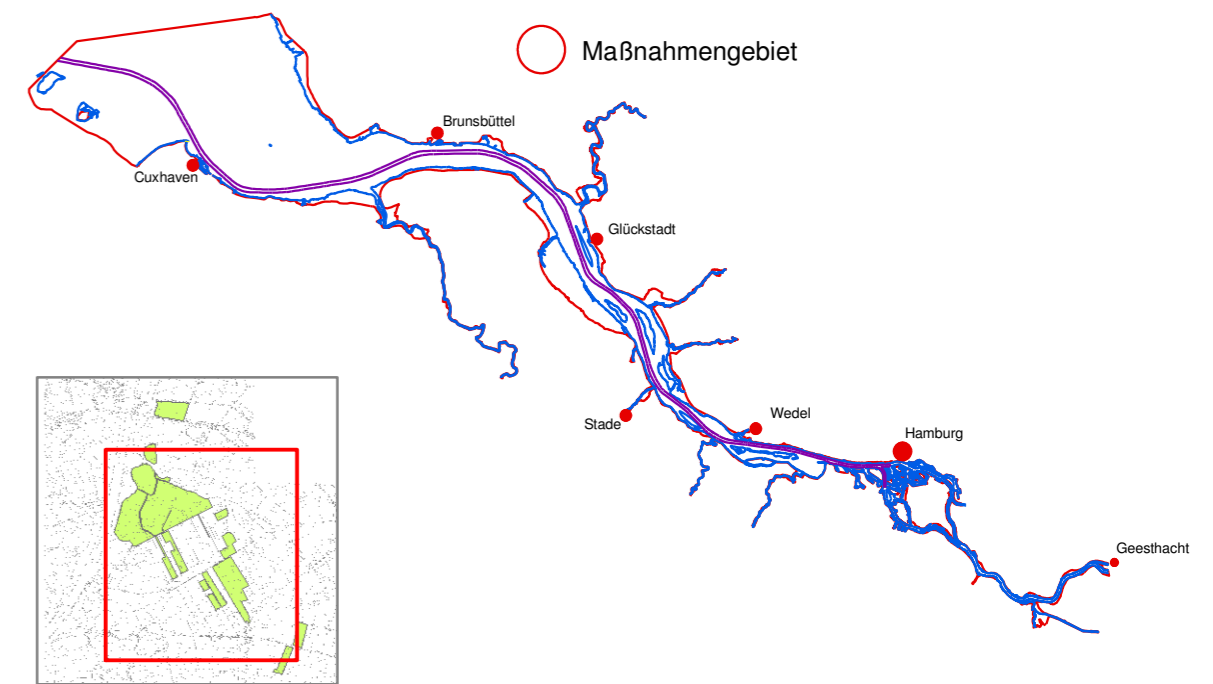 Maßnahmengebiet
Brunsbüttel
Cuxhaven
Glückstadt
Stade
Wedel
Hamburg
Geesthacht